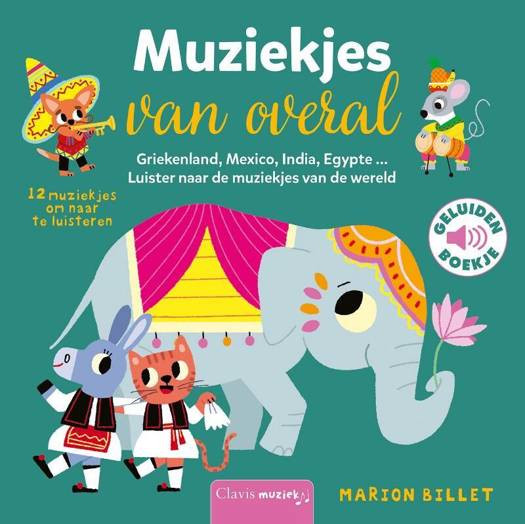 Muziekjes
van overal
Griekenland, Mexico, India, Egypte ...
Luister naar de muziekjes van de wereld
12 muziekjes
om naar
te luisteren
GELUIDEN
BOEKJE
Clavis muziek
MARION BILLET